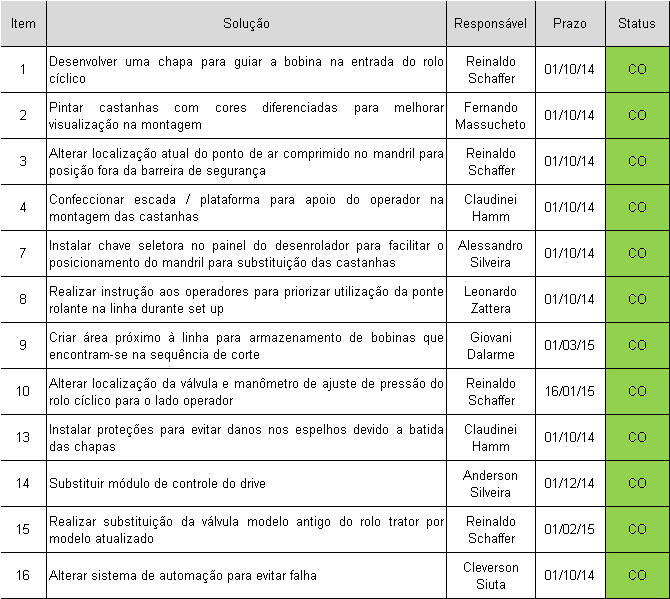 Item Solução Responsável Prazo Status
1 Desenvolver uma chapa para guiar a bobina na entrada do rolo Reinaldo 01/10/14 CO
cíclico Schaffer
2 Pintar castanhas com cores diferenciadas para melhorar Fernando 01/10/14 CO
visualização na montagem Massucheto
3 Alterar localização atual do ponto de ar comprimido no mandril para Reinaldo 01/10/14 CO
posição fora da barreira de segurança Schaffer
4 Confeccionar escada / plataforma para apoio do operador na Claudinei 01/10/14 CO
montagem das castanhas Hamm
7 Instalar chave seletora no painel do desenrolador para facilitar o Alessandro 01/10/14 CO
posicionamento do mandril para substituição das castanhas Silveira
8 Realizar instrução aos operadores para priorizar utilização da ponte Leonardo 01/10/14 CO
rolante na linha durante set up Zattera
9 Criar área próximo à linha para armazenamento de bobinas que Giovani 01/03/15 CO
encontram-se na sequência de corte Dalarme
10 Alterar localização da válvula e manômetro de ajuste de pressão do Reinaldo 16/01/15 CO
rolo cíclico para o lado operador Schaffer
13 Instalar proteções para evitar danos nos espelhos devido a batida Claudinei 01/10/14 CO
das chapas Hamm
14 Substituir módulo de controle do drive Anderson 01/12/14 CO
Silveira
15 Realizar substituição da válvula modelo antigo do rolo trator por Reinaldo 01/02/15 CO
modelo atualizado Schaffer
16 Alterar sistema de automação para evitar falha Cleverson 01/10/14 CO
Siuta